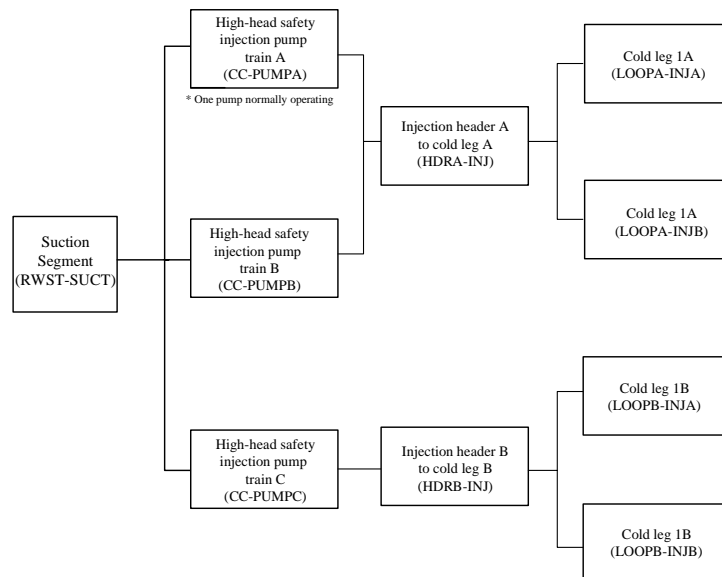 High-head safety
injection pump
train A
(CC-PUMPA)
* One pump normally operating
Cold leg 1A
(LOOPA-INJA)
Injection header A
to cold leg A
(HDRA-INJ)
Cold leg 1A
(LOOPA-INJB)
Suction
Segment
(RWST-SUCT)
High-head safety
injection pump
train B
(CC-PUMPB)
Cold leg 1B
(LOOPB-INJA)
High-head safety
injection pump
train C
(CC-PUMPC)
Injection header B
to cold leg B
(HDRB-INJ)
Cold leg 1B
(LOOPB-INJB)